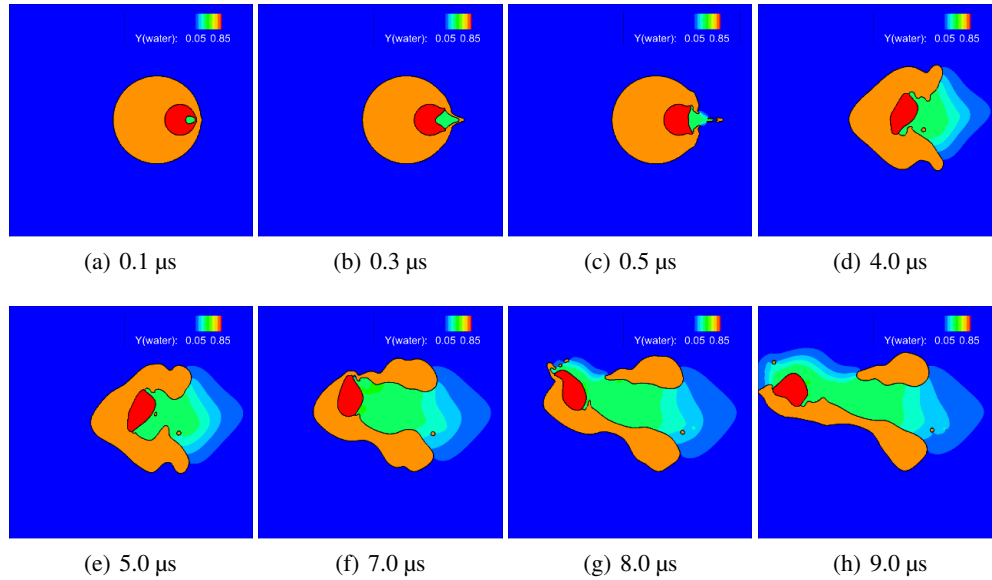 Y(water): 0.05 0.85
Y(water): 0.05 0.85
Y(water): 0.05 0.85
Y(water): 0.05 0.85
(a) 0.1 µs
(b) 0.3 µs
(c) 0.5 µs
(d) 4.0 µs
Y(water): 0.05 0.85
Y(water): 0.05 0.85
Y(water): 0.05 0.85
Y(water): 0.05 0.85
(e) 5.0 µs
(f) 7.0 µs
(g) 8.0 µs
(h) 9.0 µs